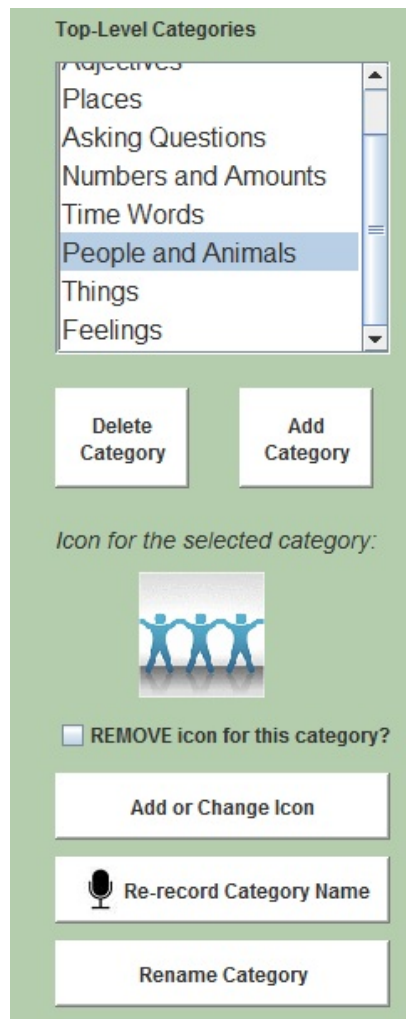 Top-Level Categories
Adjectives
Places
Asking Questions
Numbers and Amounts
Time Words
People and Animals
Things
Feelings
Delete
Category
Add
Category
Icon for the selected category:
REMOVE icon for this category?
Add or Change Icon
Re-record Category Name
Rename Category